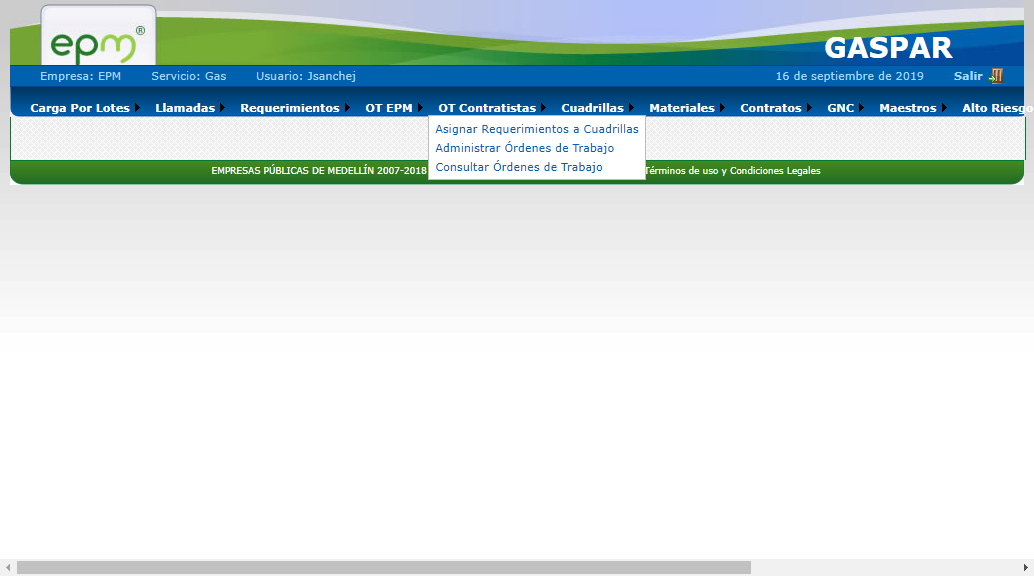 epm®
GASPAR
Empresa: EPM Servicio: Gas Usuario: Jsanchej 16 de septiembre de 2019 Salir
Carga Por Lotes Llamadas Requerimientos OT EPM OT Contratistas Cuadrillas Materiales Contratos GNC Maestros Alto Riesgo
Asignar Requerimientos a Cuadrillas
Administrar Órdenes de Trabajo
Consultar Órdenes de Trabajo
EMPRESAS PÚBLICAS DE MEDELLÍN 2007-2018 Términos de uso y Condiciones Legales